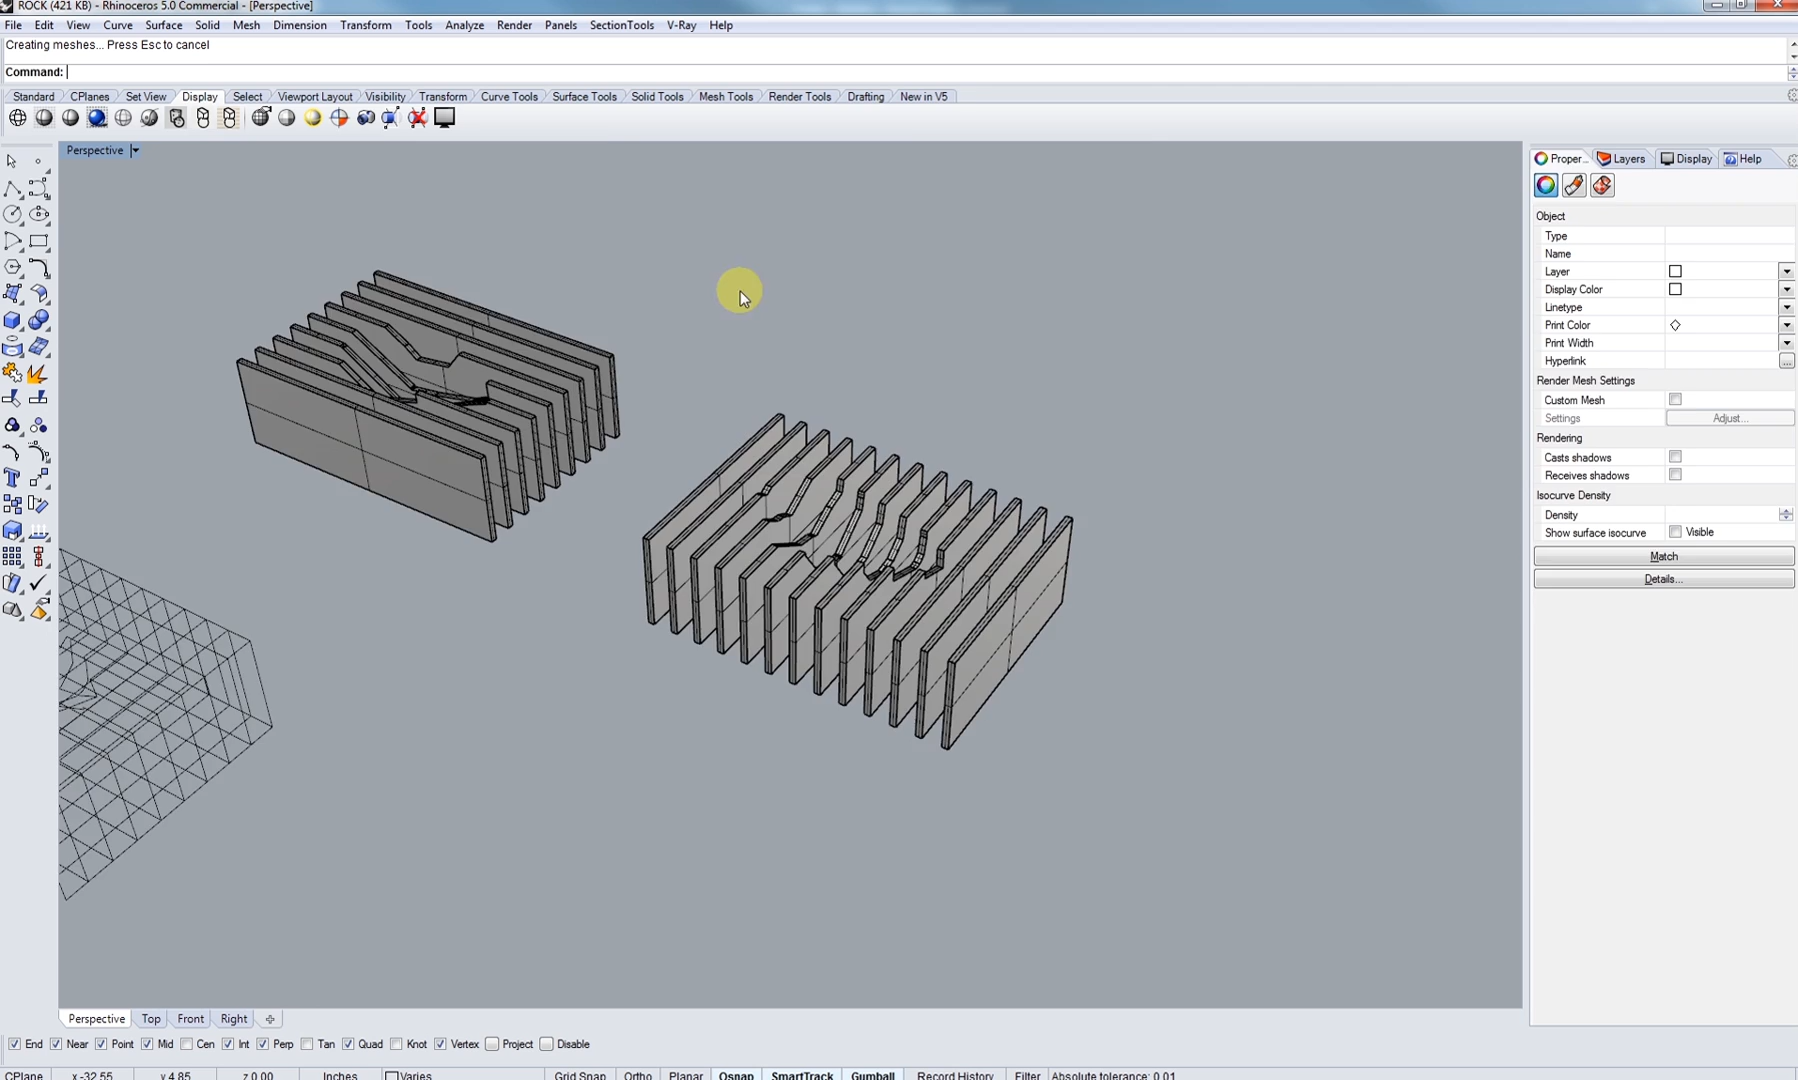 ROCK (421 KB) - Rhinoceros 5.0 Commercial - [Perspective]
File Edit View Curve Surface Solid Mesh Dimension Transform Tools Analyze Render Panels SectionTools V-Ray Help
Creating meshes... Press Esc to cancel
Command:
Standard CPlanes Set View Display Select Viewport Layout Visibility Transform Curve Tools Surface Tools Solid Tools Mesh Tools Render Tools Drafting New in V5
Perspective
Proper... Layers Display Help
Object
Type
Name
Layer
Display Color
Linetype
Print Color
Print Width
Hyperlink ...
Render Mesh Settings
Custom Mesh
Settings Adjust...
Rendering
Casts shadows
Receives shadows
Isocurve Density
Density
Show surface isocurve Visible
Match
Details...
Perspective Top Front Right
End Near Point Mid Cen Int Perp Tan Quad Knot Vertex Project Disable
CPlane x -32.55 y 4.85 z 0.00 Inches Varies Grid Snap Ortho Planar Osnap SmartTrack Gumball Record History Filter Absolute tolerance: 0.01